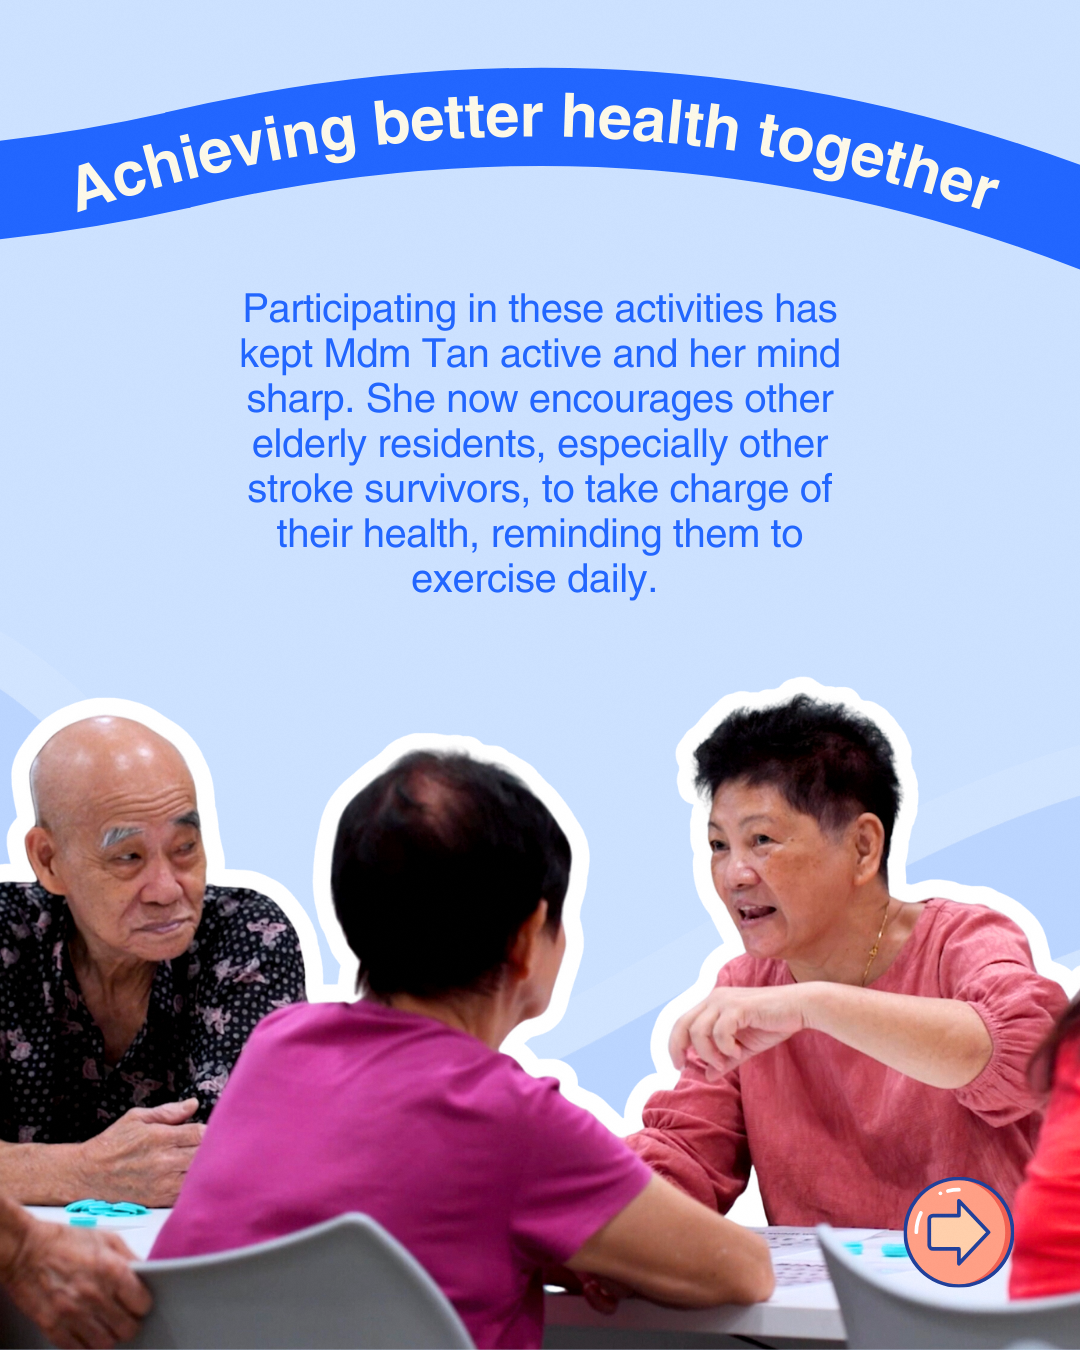 Achieving better health together
Participating in these activities has
kept Mdm Tan active and her mind
sharp. She now encourages other
elderly residents, especially other
stroke survivors, to take charge of
their health, reminding them to
exercise daily.